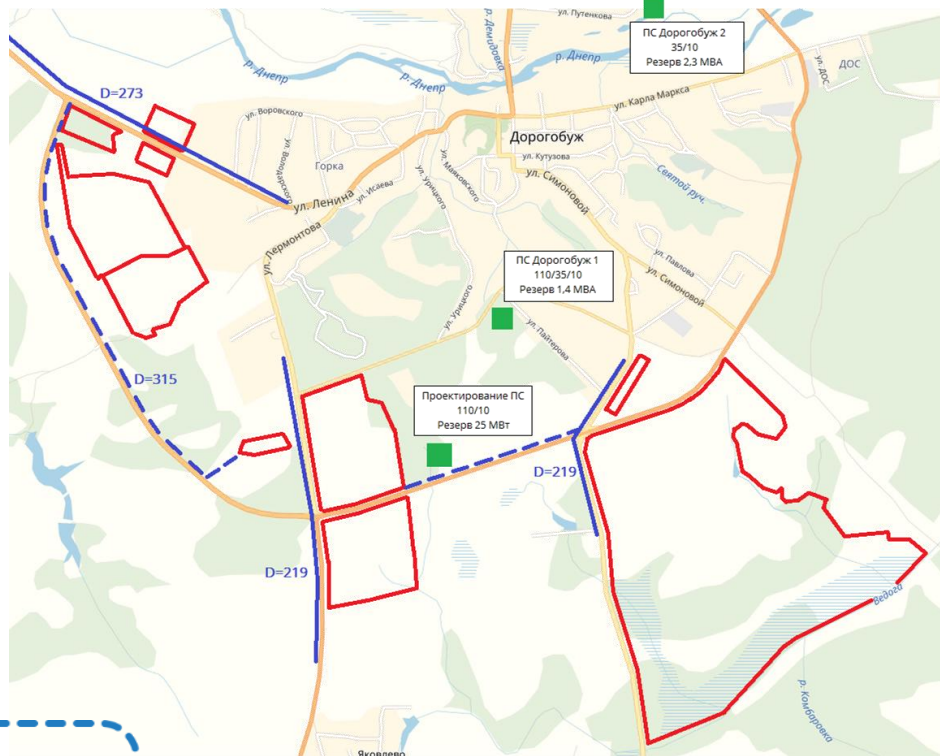 ул. Путенкова
р. Демидовка
ПС Дорогобуж 2
35/10
Резерв 2,3 МВА
р. Днепр
р. Днепр
р. Днепр
ул. ДОС
ДОС
D=273
ул. Карла Маркса
ул. Воровского
Дорогобуж
ул. Володарского
Горка
ул. Маяковского
ул. Кутузова
ул. Урицкого
ул. Исаева
ул. Симоновой
Святой руч.
ул. Ленина
ул. Лермонтова
ул. Павлова
ПС Дорогобуж 1
110/35/10
Резерв 1,4 МВА
ул. Симоновой
ул. Урицкого
ул. Пайтерова
D=315
Проектирование ПС
110/10
Резерв 25 МВт
D=219
D=219
Ведога
р. Комбаровка
Яковлево